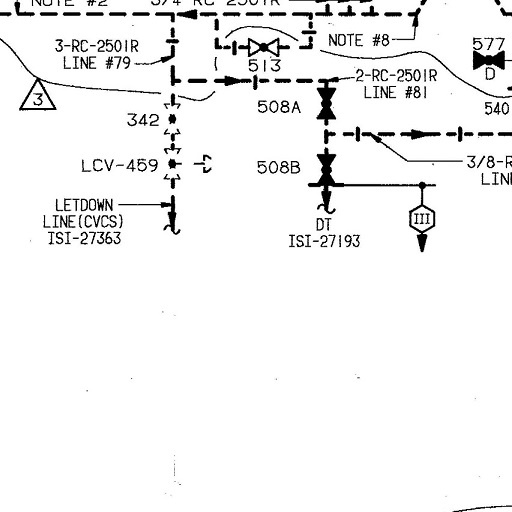 NOTE #2
3/4 RC 2501R
3-RC-2501R
LINE #79
513
NOTE #8
577
D
2-RC-2501R
LINE #81
3
508A
540
342
LCV-459
508B
3/8-R
LIN
LETDOWN
LINE(CVCS)
ISI-27363
DT
ISI-27193
III